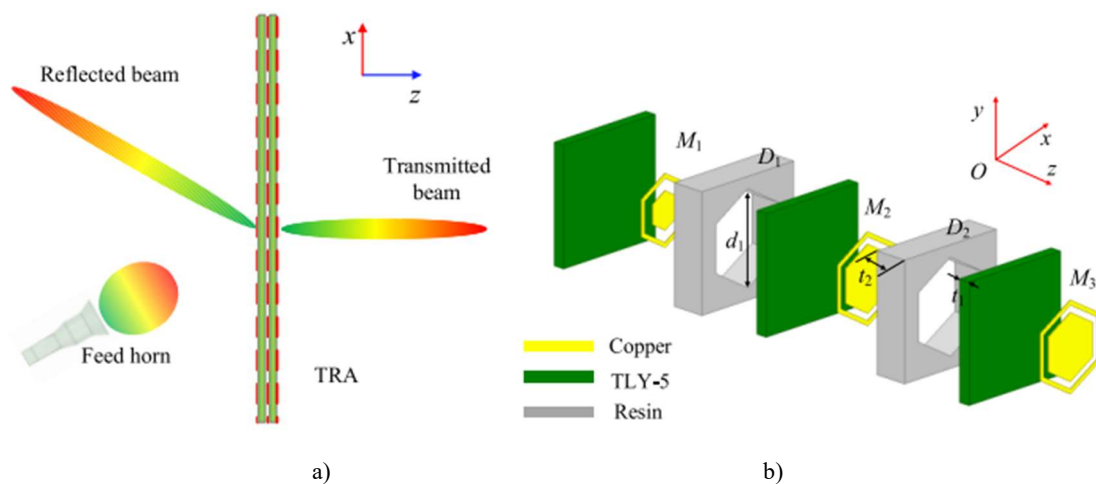 Reflected beam
x
z
Transmitted
beam
Feed horn
TRA
a)
M1
D1
d1
M2
t2
D2
t1
M3
y
x
O
z
Copper
TLY-5
Resin
b)